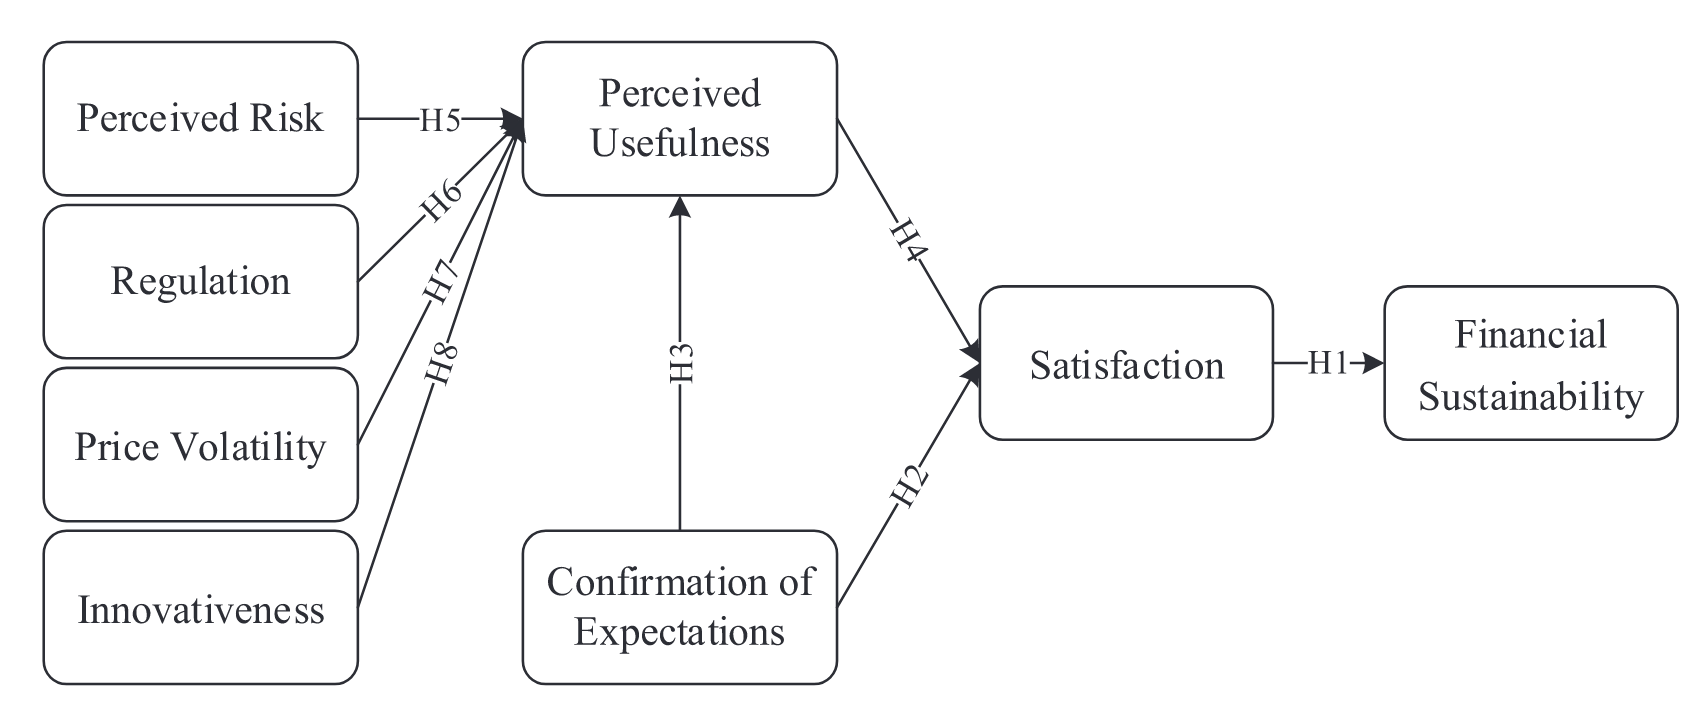 Perceived Risk
H5
Perceived
Usefulness
Regulation
H6
H7
H8
Price Volatility
Innovativeness
H3
Confirmation of
Expectations
H4
H2
Satisfaction
H1
Financial
Sustainability